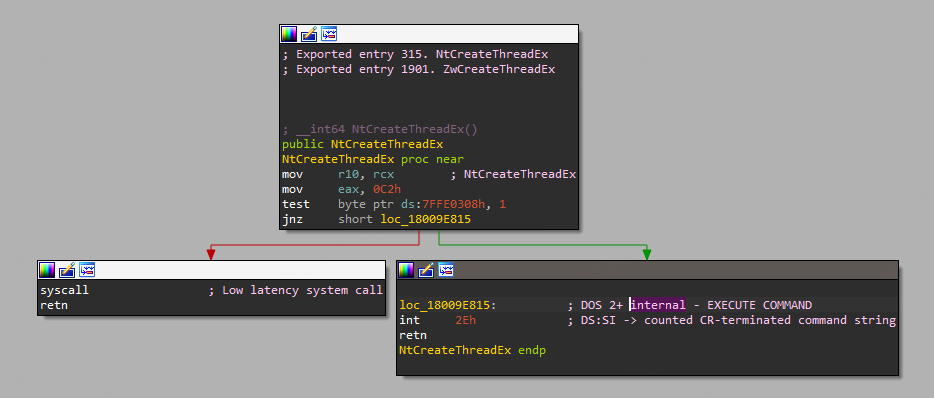 ; Exported entry 315. NtCreateThreadEx
; Exported entry 1901. ZwCreateThreadEx
; __int64 NtCreateThreadEx()
public NtCreateThreadEx
NtCreateThreadEx proc near
mov     r10, rcx        ; NtCreateThreadEx
mov     eax, 0C2h
test    byte ptr ds:7FFE0308h, 1
jnz     short loc_18009E815
syscall                 ; Low latency system call
retn
loc_18009E815:          ; DOS 2+ internal - EXECUTE COMMAND
int     2Eh             ; DS:SI -> counted CR-terminated command string
retn
NtCreateThreadEx endp